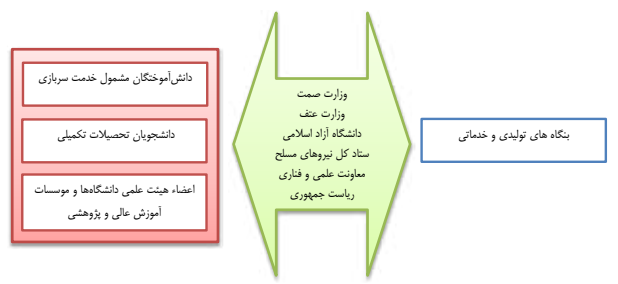 بنگاه های تولیدی و خدماتی
وزارت صمت
وزارت عتف
دانشگاه آزاد اسلامی
ستاد کل نیروهای مسلح
معاونت علمی و فناری
ریاست جمهوری
دانش‌آموختگان مشمول خدمت سربازی
دانشجویان تحصیلات تکمیلی
اعضاء هیئت علمی دانشگاه‌ها و موسسات
آموزش عالی و پژوهشی